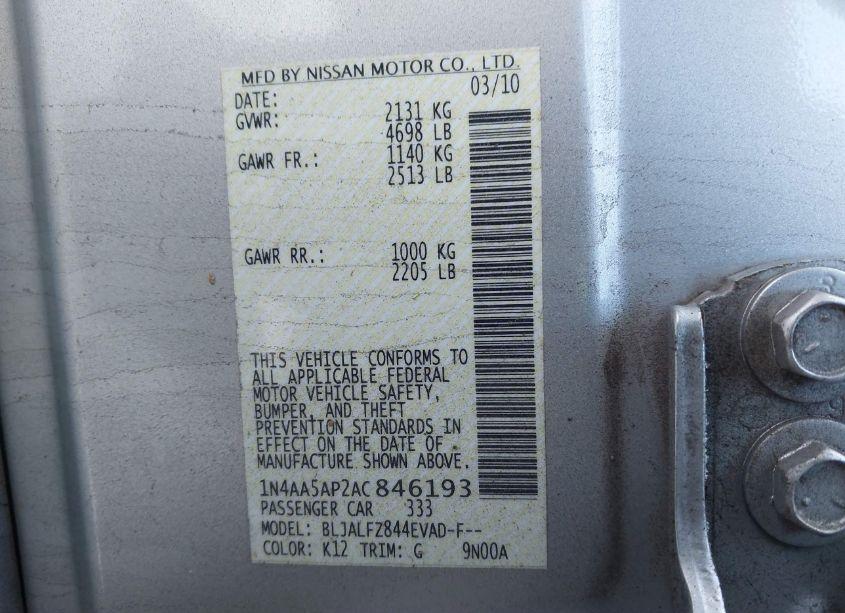 MFD BY NISSAN MOTOR CO., LTD.
DATE: 03/10
GVWR: 2131 KG
4698 LB
GAWR FR.: 1140 KG
2513 LB
GAWR RR.: 1000 KG
2205 LB
THIS VEHICLE CONFORMS TO
ALL APPLICABLE FEDERAL
MOTOR VEHICLE SAFETY,
BUMPER, AND THEFT
PREVENTION STANDARDS IN
EFFECT ON THE DATE OF
MANUFACTURE SHOWN ABOVE.
1N4AA5AP2AC846193
PASSENGER CAR 333
MODEL: BLJALFZ844EVAD-F--
COLOR: K12 TRIM: G 9N00A